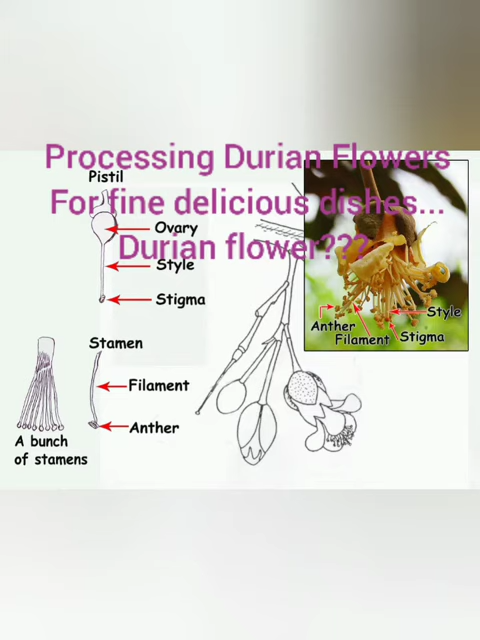 Processing Durian Flowers
For fine delicious dishes...
Durian flower???
Pistil
Ovary
Style
Stigma
Stamen
Filament
Anther
A bunch
of stamens
Style
Anther
Filament
Stigma